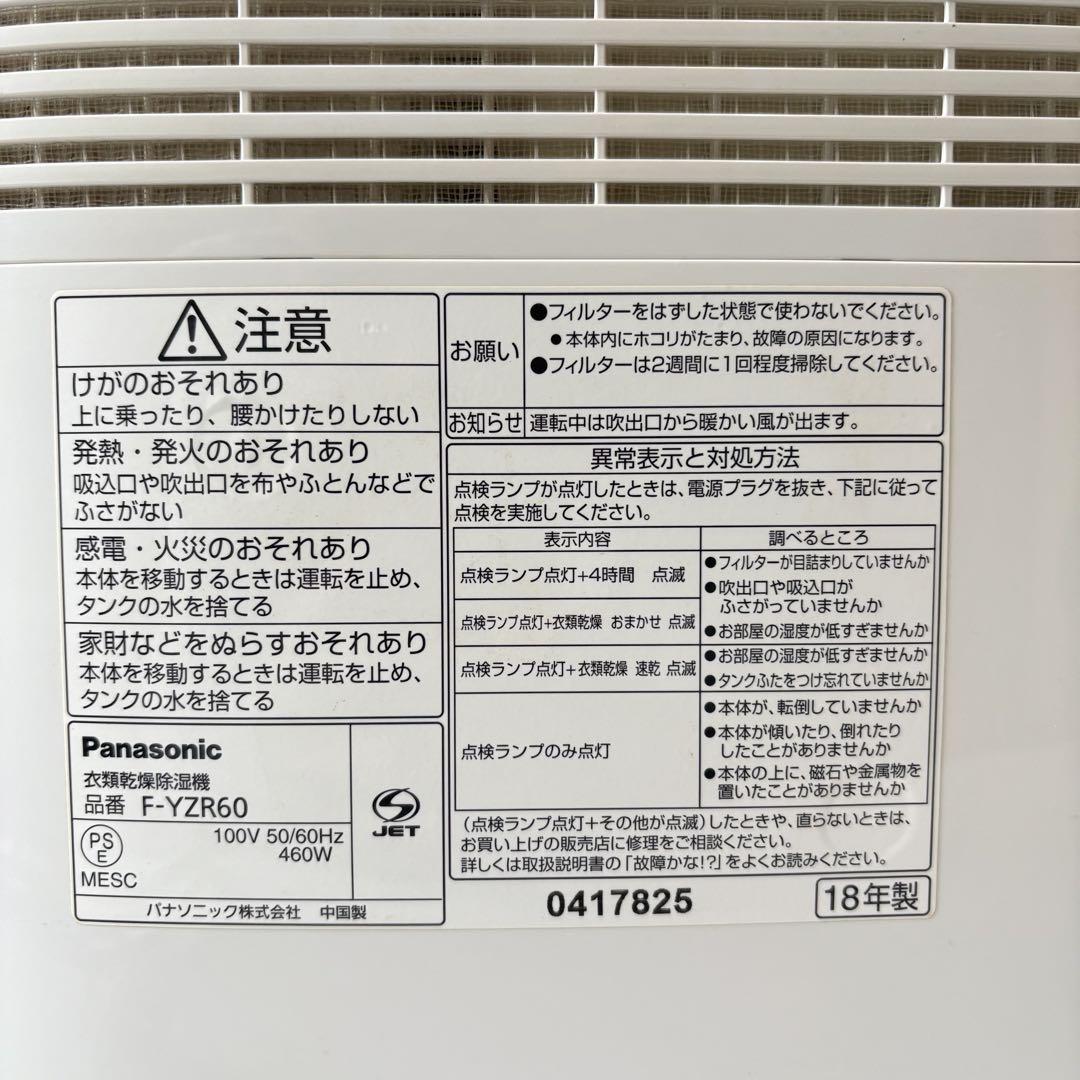 注意
けがのおそれあり
上に乗ったり、腰かけたりしない
発熱・発火のおそれあり
吸込口や吹出口を布やふとんなどで
ふさがない
感電・火災のおそれあり
本体を移動するときは運転を止め、
タンクの水を捨てる
家財などをぬらすおそれあり
本体を移動するときは運転を止め、
タンクの水を捨てる
Panasonic
衣類乾燥除湿機
品番 F-YZR60
PS
E
100V 50/60Hz
460W
MESC
JET
パナソニック株式会社 中国製
お願い
●フィルターをはずした状態で使わないでください。
●本体内にホコリがたまり、故障の原因になります。
●フィルターは2週間に1回程度掃除してください。
お知らせ 運転中は吹出口から暖かい風が出ます。
異常表示と対処方法
点検ランプが点灯したときは、電源プラグを抜き、下記に従って
点検を実施してください。
表示内容 調べるところ
点検ランプ点灯+4時間 点滅
点検ランプ点灯+衣類乾燥 おまかせ 点滅
●フィルターが目詰まりしていませんか
●吹出口や吸込口が
ふさがっていませんか
●お部屋の湿度が低すぎませんか
点検ランプ点灯+衣類乾燥 速乾 点滅
●お部屋の湿度が低すぎませんか
●タンクふたをつけ忘れていませんか
点検ランプのみ点灯
●本体が、転倒していませんか
●本体が傾いたり、倒れたり
したことがありませんか
●本体の上に、磁石や金属物を
置いたことがありませんか
(点検ランプ点灯+その他が点滅)したときや、直らないときは、
お買い上げの販売店に修理をご相談ください。
詳しくは取扱説明書の「故障かな!?」をよくお読みください。
0417825
18年製